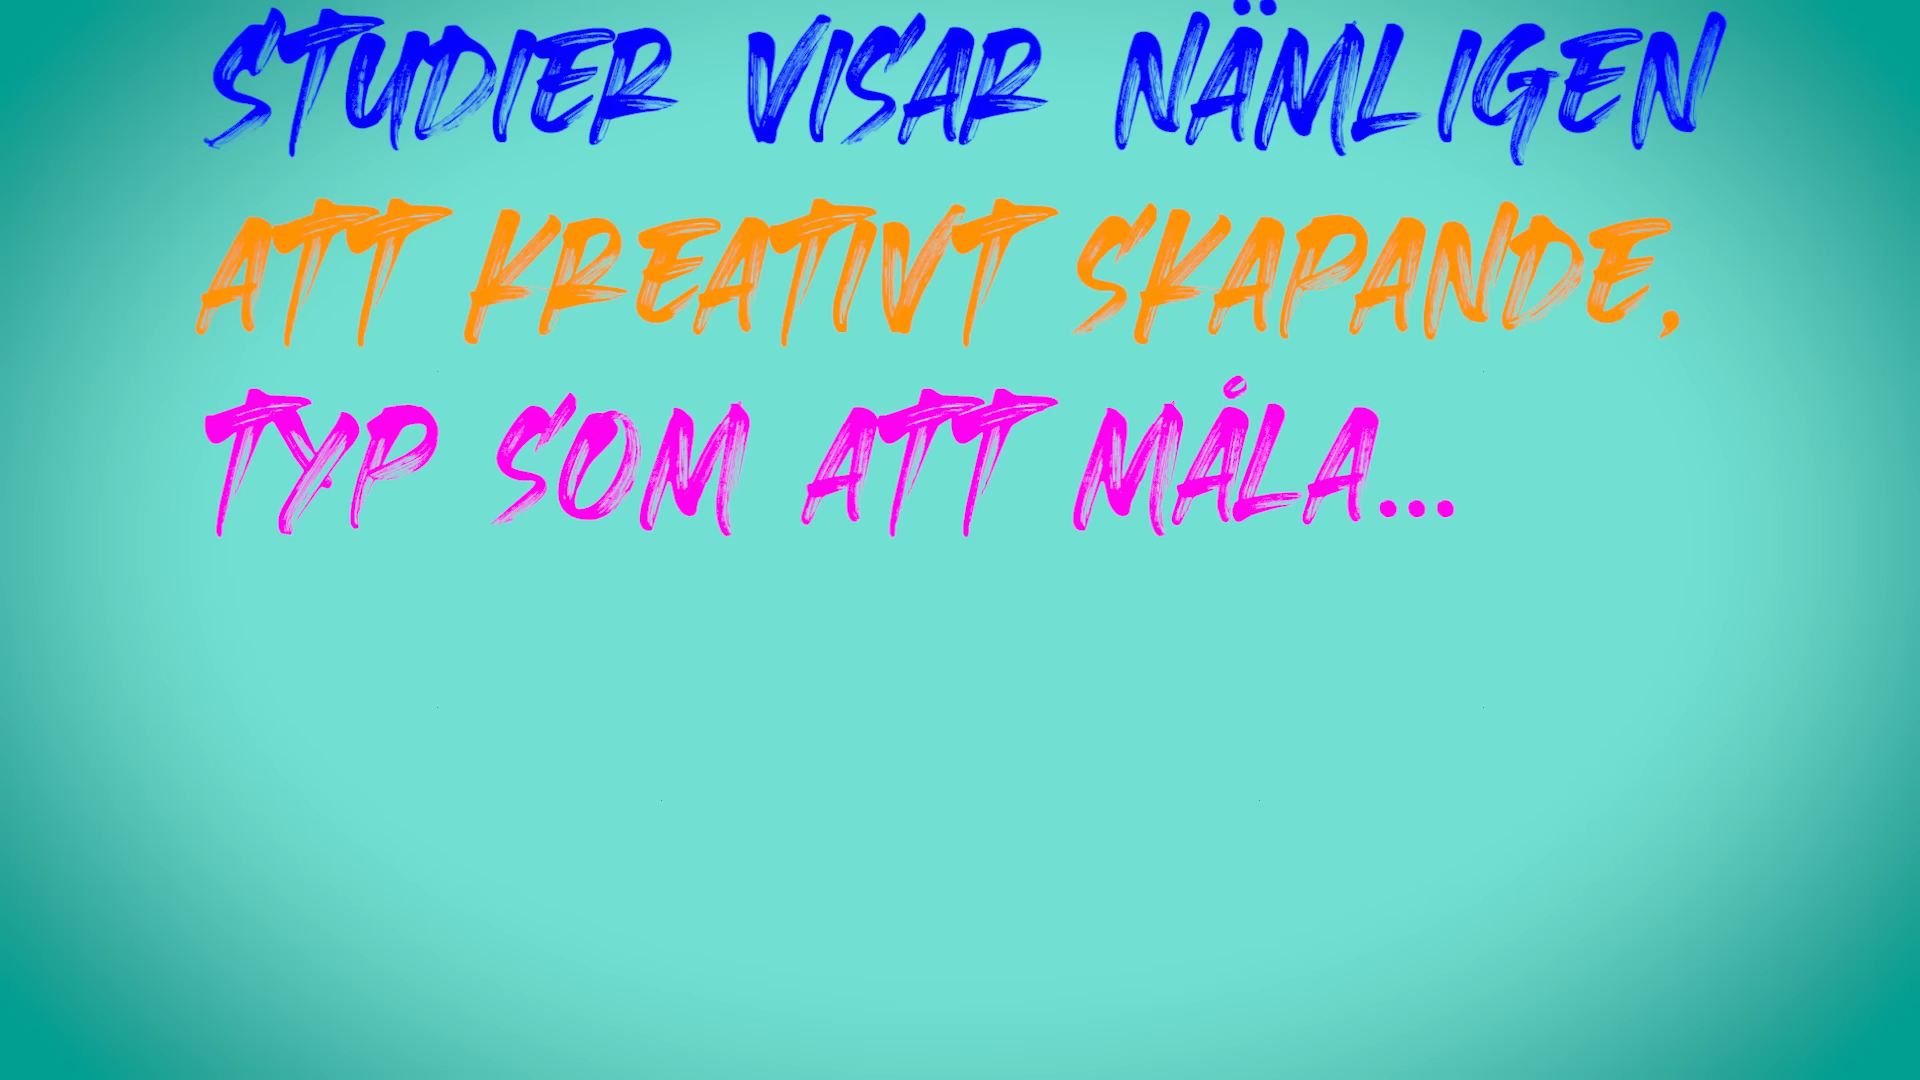 STUDIER VISAR NÄMLIGEN
ATT KREATIVT SKAPANDE,
TYP SOM ATT MÅLA...